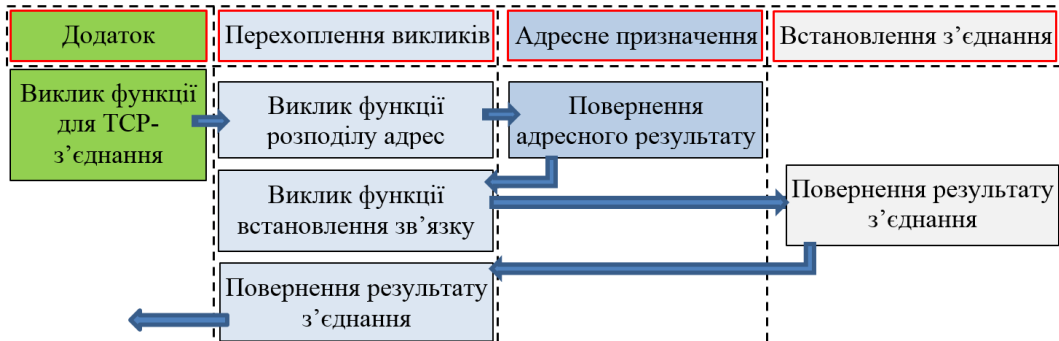 Додаток
Перехоплення викликів
Адресне призначення
Встановлення з’єднання
Виклик функції
для TCP-
з’єднання
Виклик функції
розподілу адрес
Повернення
адресного результату
Виклик функції
встановлення зв’язку
Повернення результату
з’єднання
Повернення результату
з’єднання